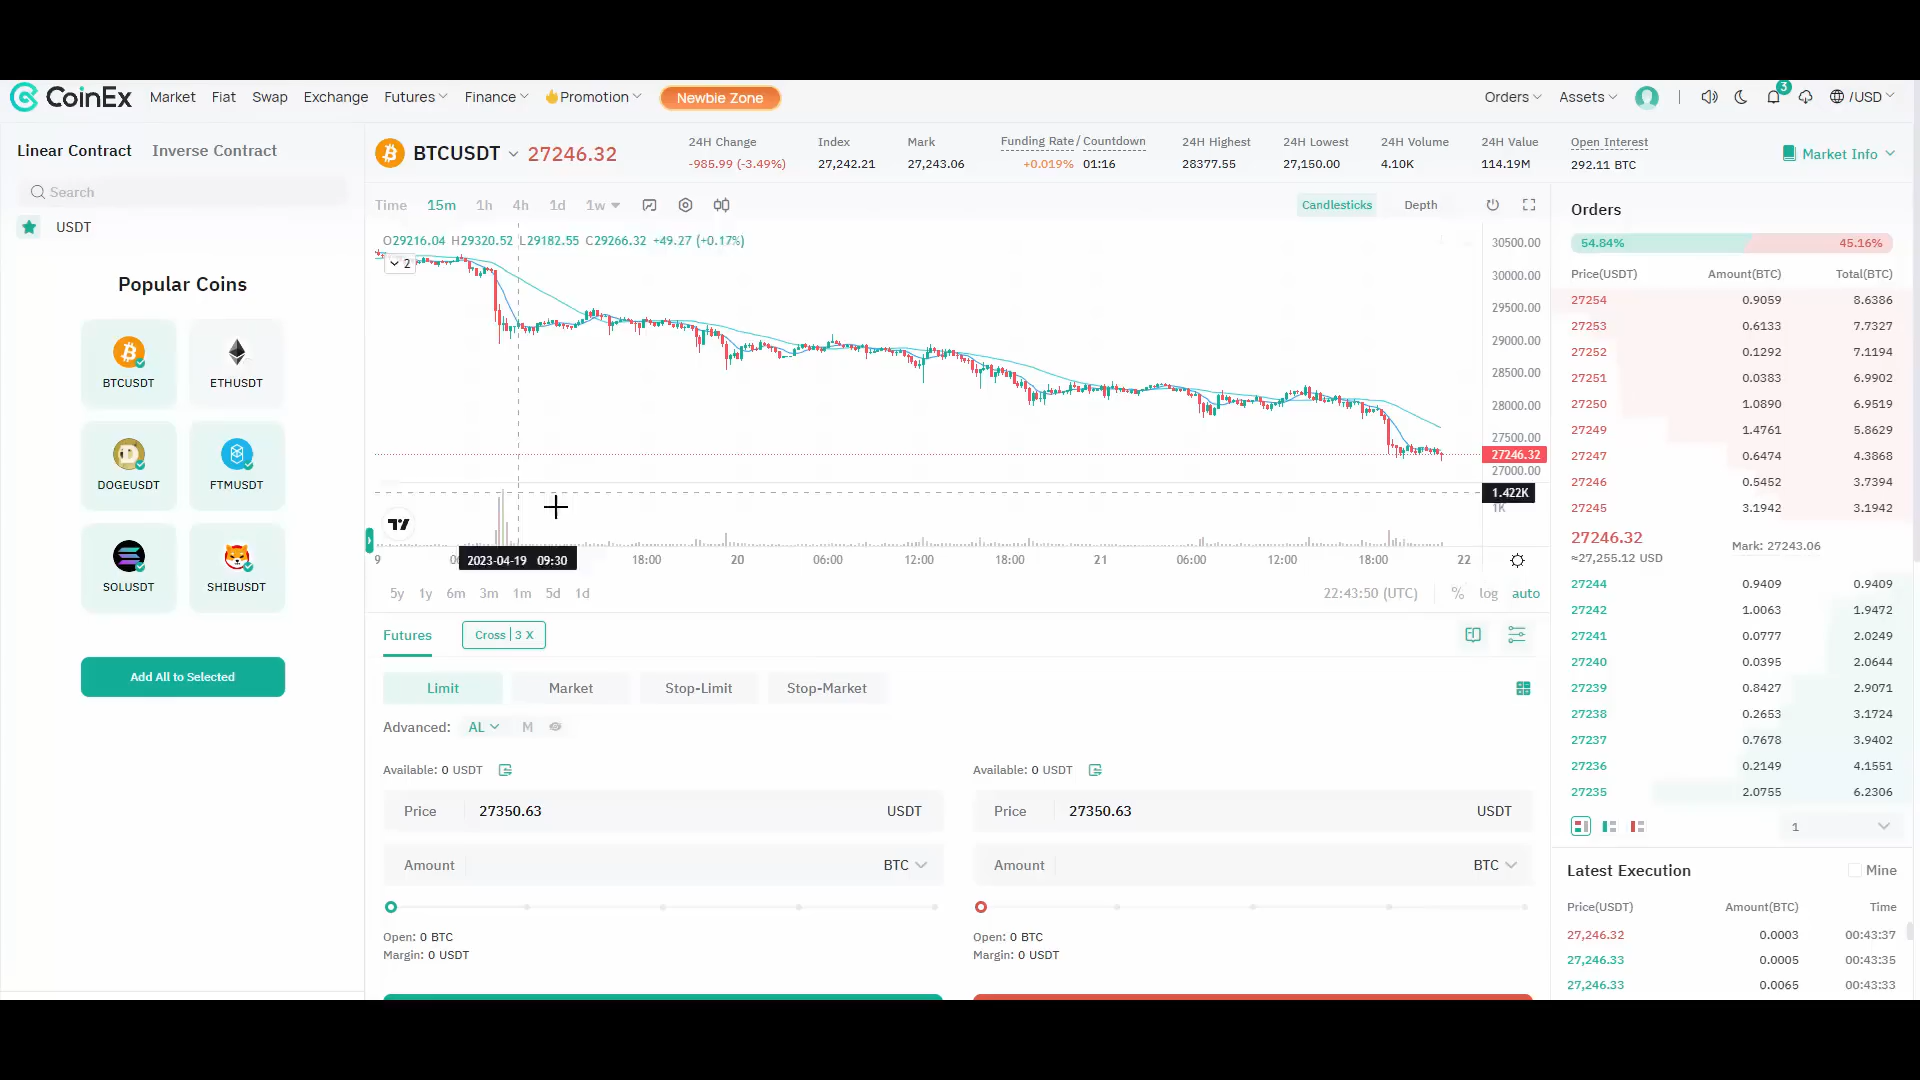 CoinEx Market Fiat Swap Exchange Futures Finance Promotion Newbie Zone Orders Assets 3 /USD
Linear Contract Inverse Contract
Search
USDT
Popular Coins
BTCUSDT ETHUSDT
DOGEUSDT FTMUSDT
SOLUSDT SHIBUSDT
Add All to Selected
BTCUSDT 27246.32
24H Change Index Mark Funding Rate / Countdown 24H Highest 24H Lowest 24H Volume 24H Value Open Interest
-985.99 (-3.49%) 27,242.21 27,243.06 +0.019% 01:16 28377.55 27,150.00 4.10K 114.19M 292.11 BTC
Market Info
Time 15m 1h 4h 1d 1w Candlesticks Depth
O29216.04 H29320.52 L29182.55 C29266.32 +49.27 (+0.17%)
2
30500.00
30000.00
29500.00
29000.00
28500.00
28000.00
27500.00
27246.32
27000.00
1.422K
1K
9 2023-04-19 09:30 18:00 20 06:00 12:00 18:00 21 06:00 12:00 18:00 22
5y 1y 6m 3m 1m 5d 1d 22:43:50 (UTC) % log auto
Futures Cross | 3 X
Limit Market Stop-Limit Stop-Market
Advanced: AL M
Available: 0 USDT Available: 0 USDT
Price 27350.63 USDT Price 27350.63 USDT
Amount BTC Amount BTC
Open: 0 BTC Open: 0 BTC
Margin: 0 USDT Margin: 0 USDT
Orders
54.84% 45.16%
Price(USDT) Amount(BTC) Total(BTC)
27254 0.9059 8.6386
27253 0.6133 7.7327
27252 0.1292 7.1194
27251 0.0383 6.9902
27250 1.0890 6.9519
27249 1.4761 5.8629
27247 0.6474 4.3868
27246 0.5452 3.7394
27245 3.1942 3.1942
27246.32 Mark: 27243.06
≈27,255.12 USD
27244 0.9409 0.9409
27242 1.0063 1.9472
27241 0.0777 2.0249
27240 0.0395 2.0644
27239 0.8427 2.9071
27238 0.2653 3.1724
27237 0.7678 3.9402
27236 0.2149 4.1551
27235 2.0755 6.2306
1
Latest Execution Mine
Price(USDT) Amount(BTC) Time
27,246.32 0.0003 00:43:37
27,246.33 0.0005 00:43:35
27,246.33 0.0065 00:43:33